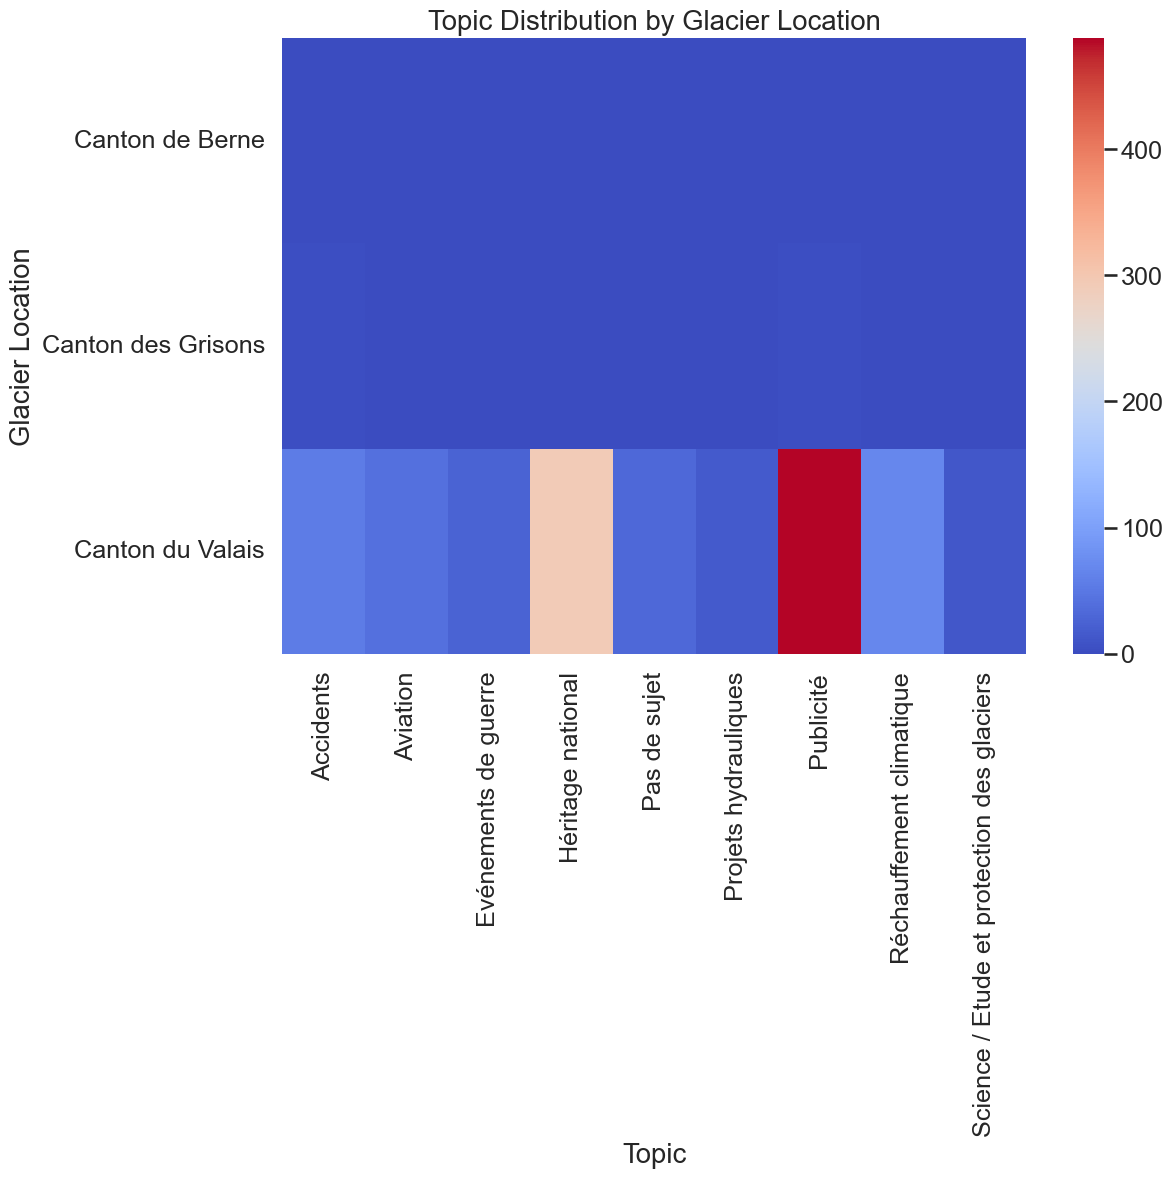 Topic Distribution by Glacier Location
Glacier Location
Canton de Berne
Canton des Grisons
Canton du Valais
400
300
200
100
0
Accidents
Aviation
Evénements de guerre
Héritage national
Pas de sujet
Projets hydrauliques
Publicité
Réchauffement climatique
Science / Etude et protection des glaciers
Topic